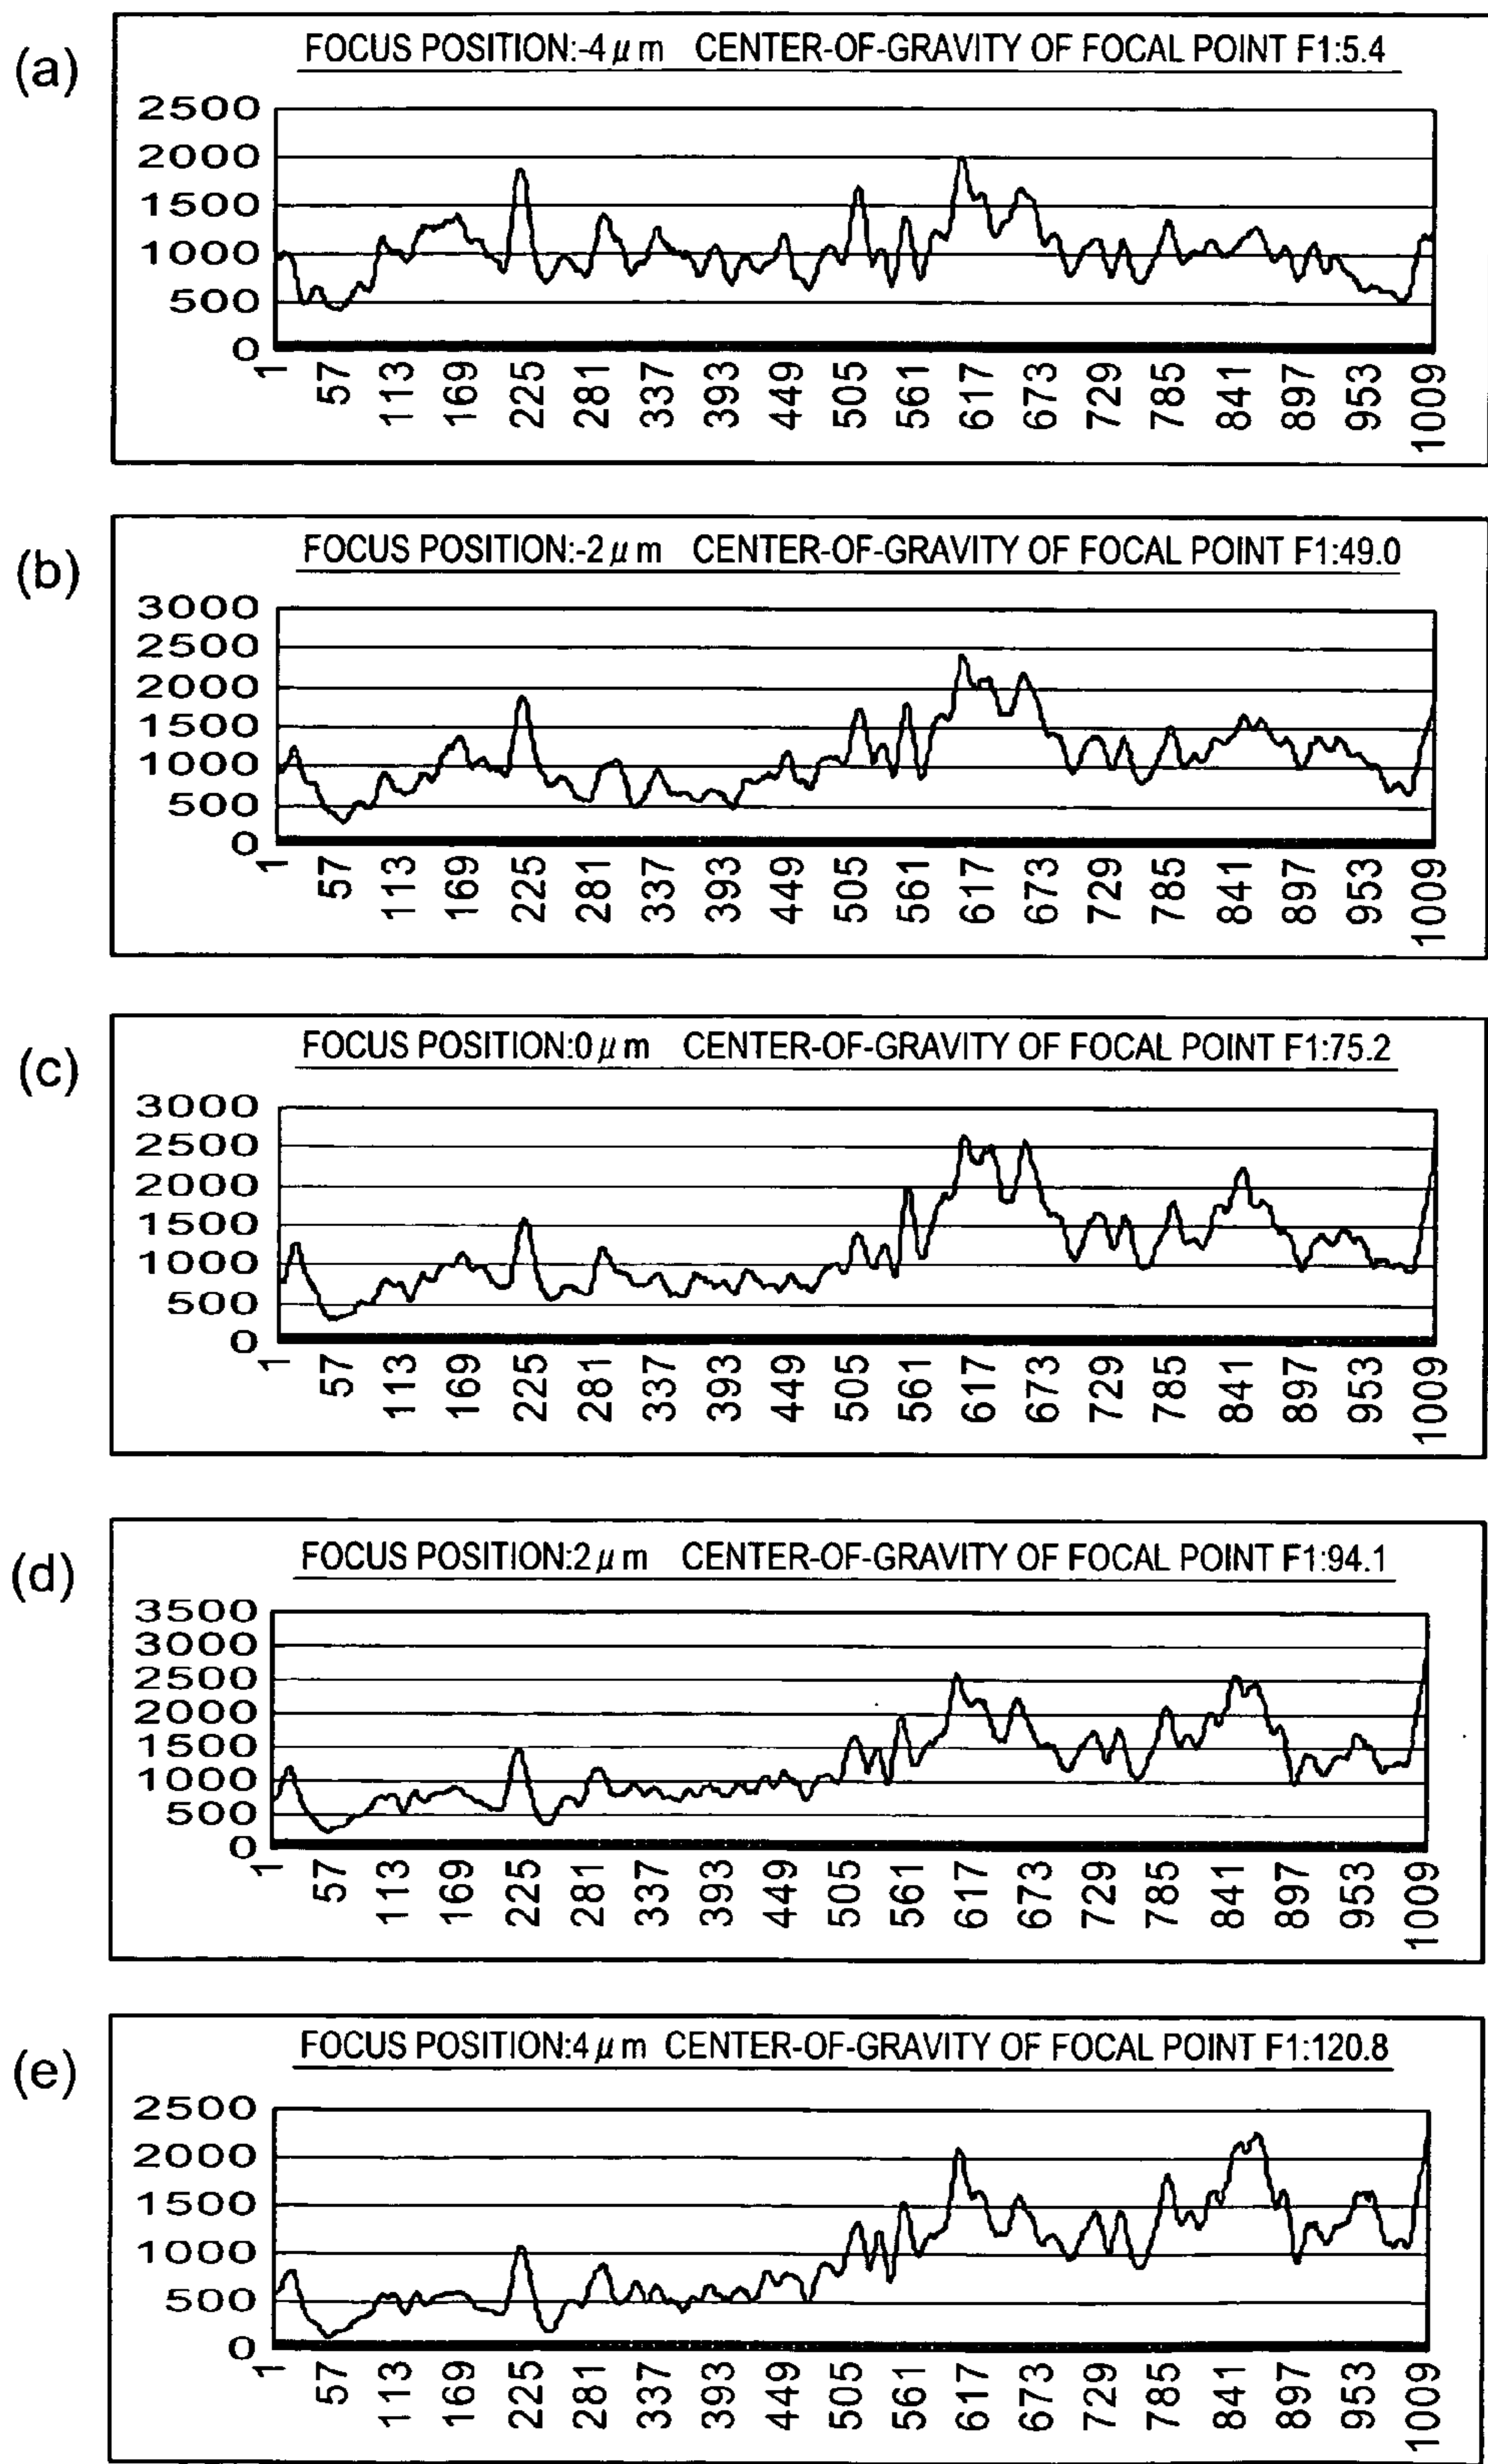 (a)
FOCUS POSITION:-4μm CENTER-OF-GRAVITY OF FOCAL POINT F1:5.4
2500
2000
1500
1000
500
0
1 57 113 169 225 281 337 393 449 505 561 617 673 729 785 841 897 953 1009
(b)
FOCUS POSITION:-2μm CENTER-OF-GRAVITY OF FOCAL POINT F1:49.0
3000
2500
2000
1500
1000
500
0
1 57 113 169 225 281 337 393 449 505 561 617 673 729 785 841 897 953 1009
(c)
FOCUS POSITION:0μm CENTER-OF-GRAVITY OF FOCAL POINT F1:75.2
3000
2500
2000
1500
1000
500
0
1 57 113 169 225 281 337 393 449 505 561 617 673 729 785 841 897 953 1009
(d)
FOCUS POSITION:2μm CENTER-OF-GRAVITY OF FOCAL POINT F1:94.1
3500
3000
2500
2000
1500
1000
500
0
1 57 113 169 225 281 337 393 449 505 561 617 673 729 785 841 897 953 1009
(e)
FOCUS POSITION:4μm CENTER-OF-GRAVITY OF FOCAL POINT F1:120.8
2500
2000
1500
1000
500
0
1 57 113 169 225 281 337 393 449 505 561 617 673 729 785 841 897 953 1009